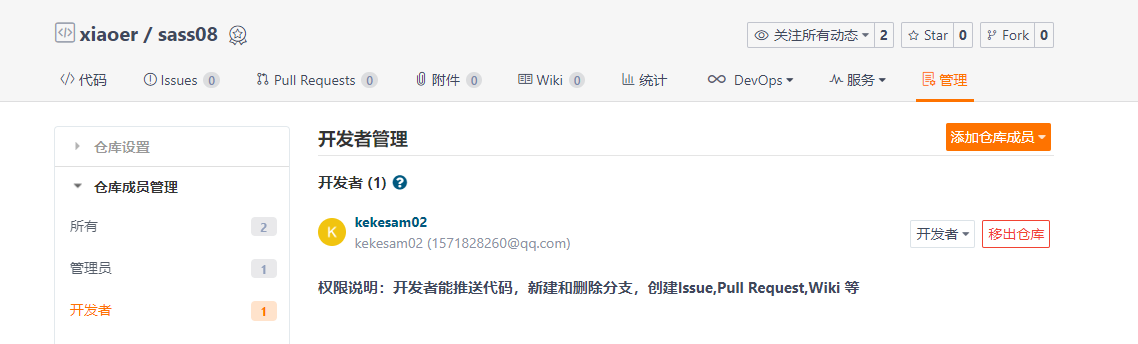 xiaoer / sass08
关注所有动态 2 Star 0 Fork 0
代码 Issues 0 Pull Requests 0 附件 0 Wiki 0 统计 DevOps 服务 管理
仓库设置
仓库成员管理
所有 2
管理员 1
开发者 1
开发者管理 添加仓库成员
开发者 (1) ?
K
kekesam02
kekesam02 (1571828260@qq.com)
开发者 移出仓库
权限说明：开发者能推送代码，新建和删除分支，创建Issue,Pull Request,Wiki 等